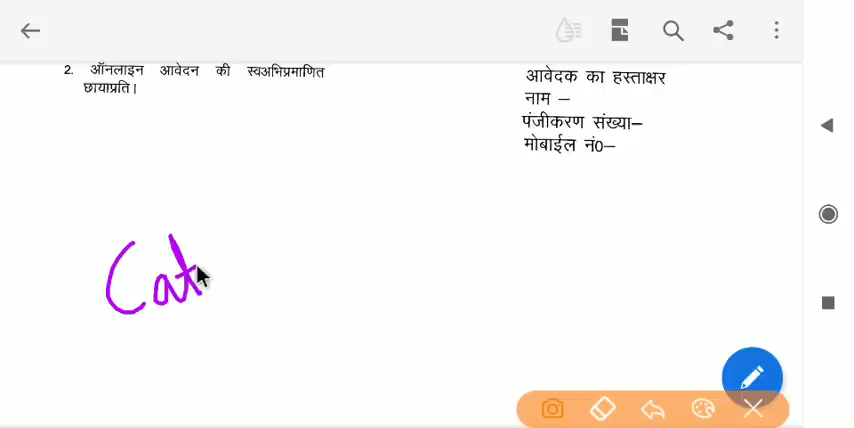 2. ऑनलाइन आवेदन की स्वअभिप्रमाणित
छायाप्रति।
आवेदक का हस्ताक्षर
नाम –
पंजीकरण संख्या–
मोबाईल नं0–
Cat